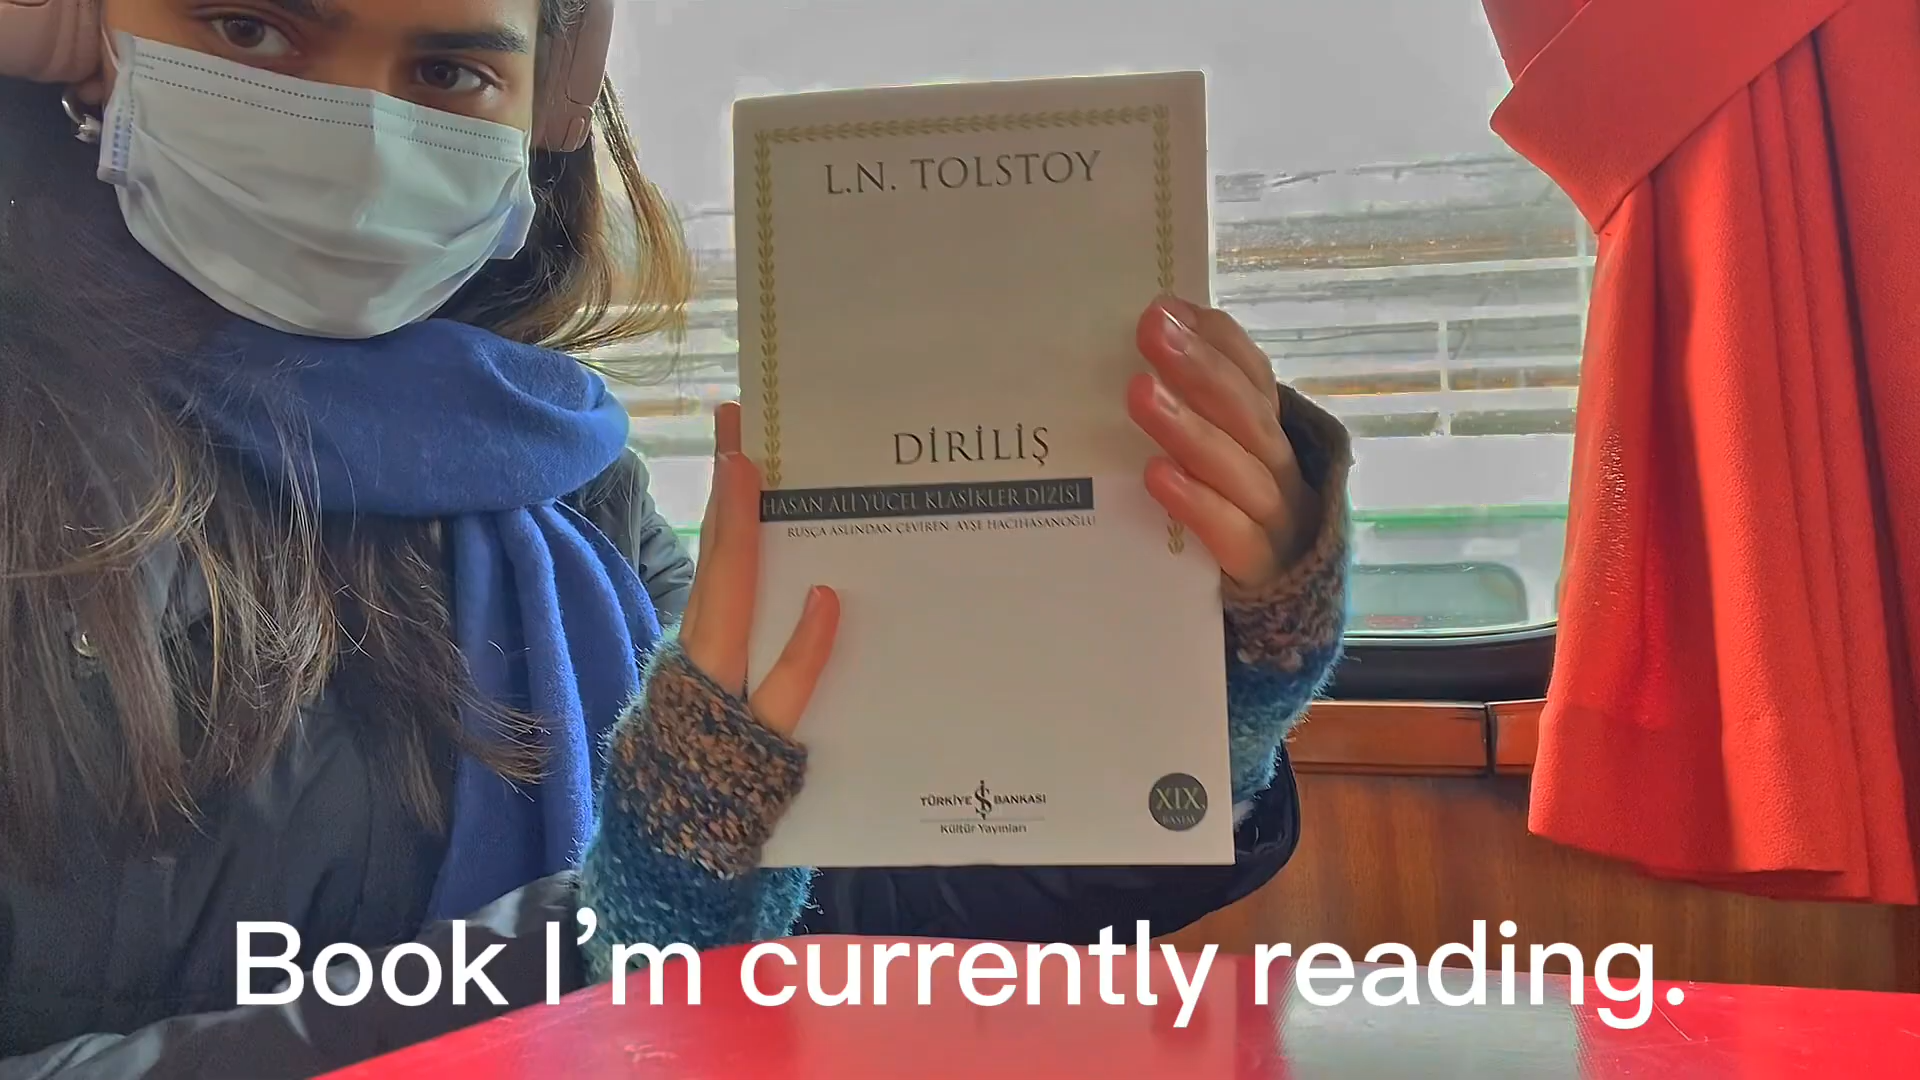 L.N. TOLSTOY
DİRİLİŞ
HASAN ALİ YÜCEL KLASİKLER DİZİSİ
RUSÇA ASLINDAN ÇEVİREN: AYŞE HACIHASANOĞLU
TÜRKİYE İŞ BANKASI
Kültür Yayınları
XIX.
BASIM
Book I’m currently reading.